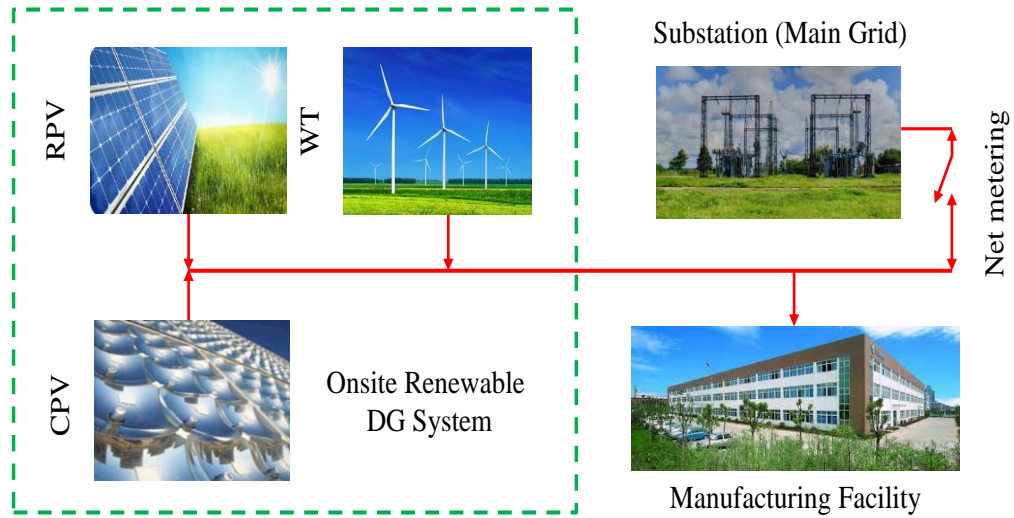 RPV
WT
Substation (Main Grid)
Net metering
CPV
Onsite Renewable
DG System
Manufacturing Facility